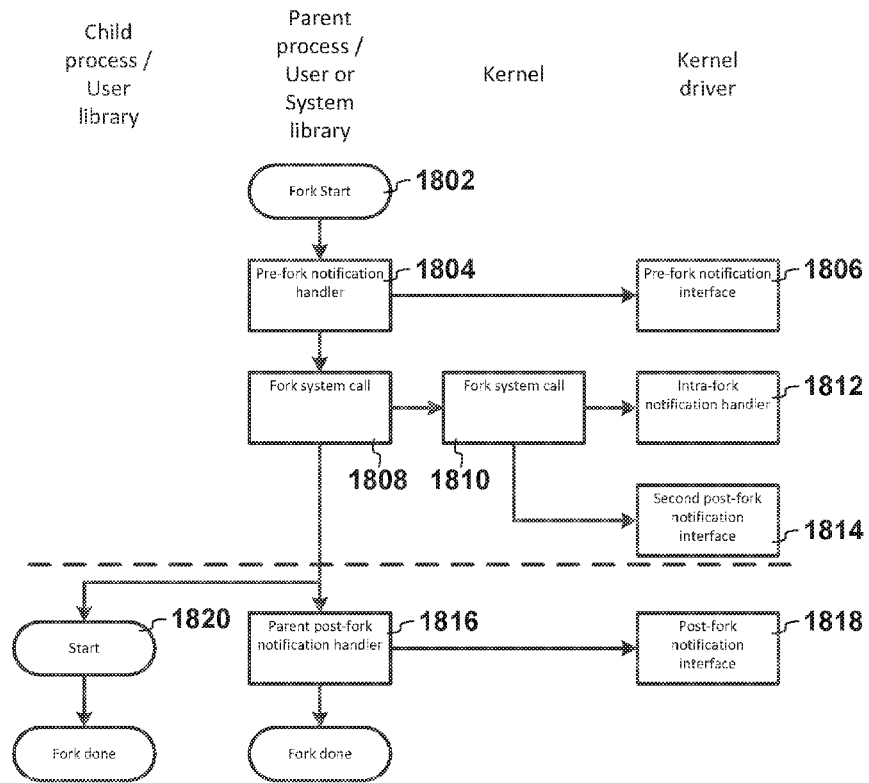 Child
process /
User
library
Parent
process /
User or
System
library
Kernel
Kernel
driver
Fork Start
1802
Pre-fork notification
handler
1804
Pre-fork notification
interface
1806
Fork system call
1808
Fork system call
1810
Intra-fork
notification handler
1812
Second post-fork
notification
interface
1814
Start
1820
Parent post-fork
notification handler
1816
Post-fork
notification
interface
1818
Fork done
Fork done